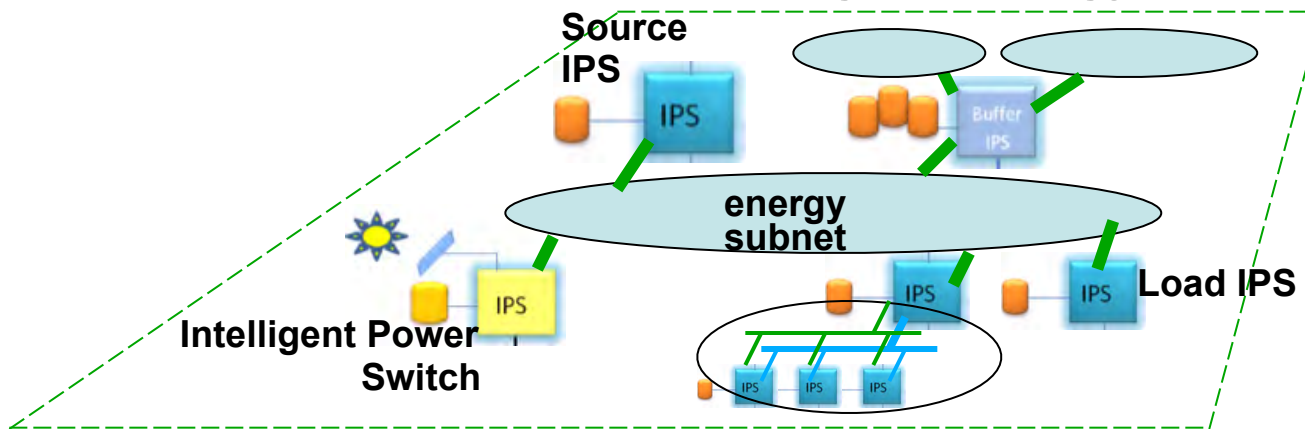 Source
IPS
IPS
Buffer
IPS
energy
subnet
IPS
Intelligent Power
Switch
IPS
IPS
Load IPS
IPS
IPS
IPS